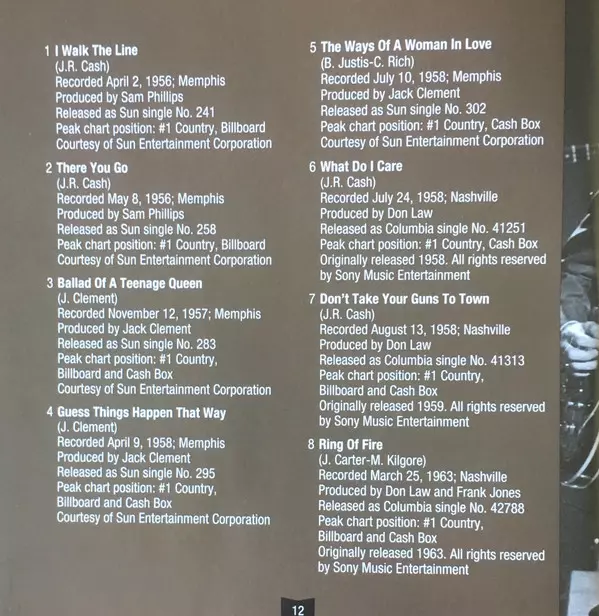 1 I Walk The Line
(J.R. Cash)
Recorded April 2, 1956; Memphis
Produced by Sam Phillips
Released as Sun single No. 241
Peak chart position: #1 Country, Billboard
Courtesy of Sun Entertainment Corporation
2 There You Go
(J.R. Cash)
Recorded May 8, 1956; Memphis
Produced by Sam Phillips
Released as Sun single No. 258
Peak chart position: #1 Country, Billboard
Courtesy of Sun Entertainment Corporation
3 Ballad Of A Teenage Queen
(J. Clement)
Recorded November 12, 1957; Memphis
Produced by Jack Clement
Released as Sun single No. 283
Peak chart position: #1 Country,
Billboard and Cash Box
Courtesy of Sun Entertainment Corporation
4 Guess Things Happen That Way
(J. Clement)
Recorded April 9, 1958; Memphis
Produced by Jack Clement
Released as Sun single No. 295
Peak chart position: #1 Country,
Billboard and Cash Box
Courtesy of Sun Entertainment Corporation
5 The Ways Of A Woman In Love
(B. Justis-C. Rich)
Recorded July 10, 1958; Memphis
Produced by Jack Clement
Released as Sun single No. 302
Peak chart position: #1 Country, Cash Box
Courtesy of Sun Entertainment Corporation
6 What Do I Care
(J.R. Cash)
Recorded July 24, 1958; Nashville
Produced by Don Law
Released as Columbia single No. 41251
Peak chart position: #1 Country, Cash Box
Originally released 1958. All rights reserved
by Sony Music Entertainment
7 Don't Take Your Guns To Town
(J.R. Cash)
Recorded August 13, 1958; Nashville
Produced by Don Law
Released as Columbia single No. 41313
Peak chart position: #1 Country,
Billboard and Cash Box
Originally released 1959. All rights reserved
by Sony Music Entertainment
8 Ring Of Fire
(J. Carter-M. Kilgore)
Recorded March 25, 1963; Nashville
Produced by Don Law and Frank Jones
Released as Columbia single No. 42788
Peak chart position: #1 Country,
Billboard and Cash Box
Originally released 1963. All rights reserved
by Sony Music Entertainment
12